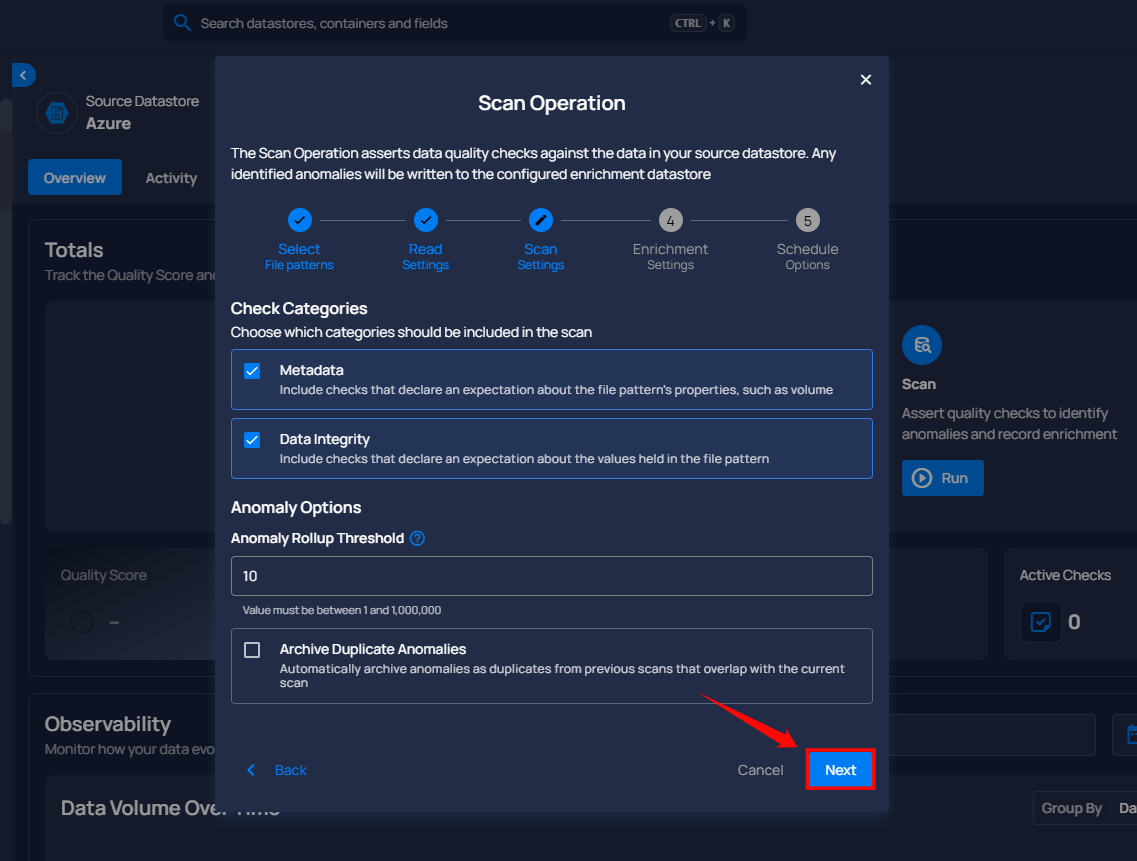 Search datastores, containers and fields
CTRL + K
Source Datastore
Azure
Overview
Activity
Totals
Track the Quality Score and
Quality Score
–
Observability
Monitor how your data evo
Data Volume Over Time
Scan Operation
The Scan Operation asserts data quality checks against the data in your source datastore. Any
identified anomalies will be written to the configured enrichment datastore
Select
File patterns
Read
Settings
Scan
Settings
4
Enrichment
Settings
5
Schedule
Options
Check Categories
Choose which categories should be included in the scan
Metadata
Include checks that declare an expectation about the file pattern's properties, such as volume
Data Integrity
Include checks that declare an expectation about the values held in the file pattern
Anomaly Options
Anomaly Rollup Threshold ?
10
Value must be between 1 and 1,000,000
Archive Duplicate Anomalies
Automatically archive anomalies as duplicates from previous scans that overlap with the current
scan
Back
Cancel
Next
Scan
Assert quality checks to identify
anomalies and record enrichment
Run
Active Checks
0
Group By
Da